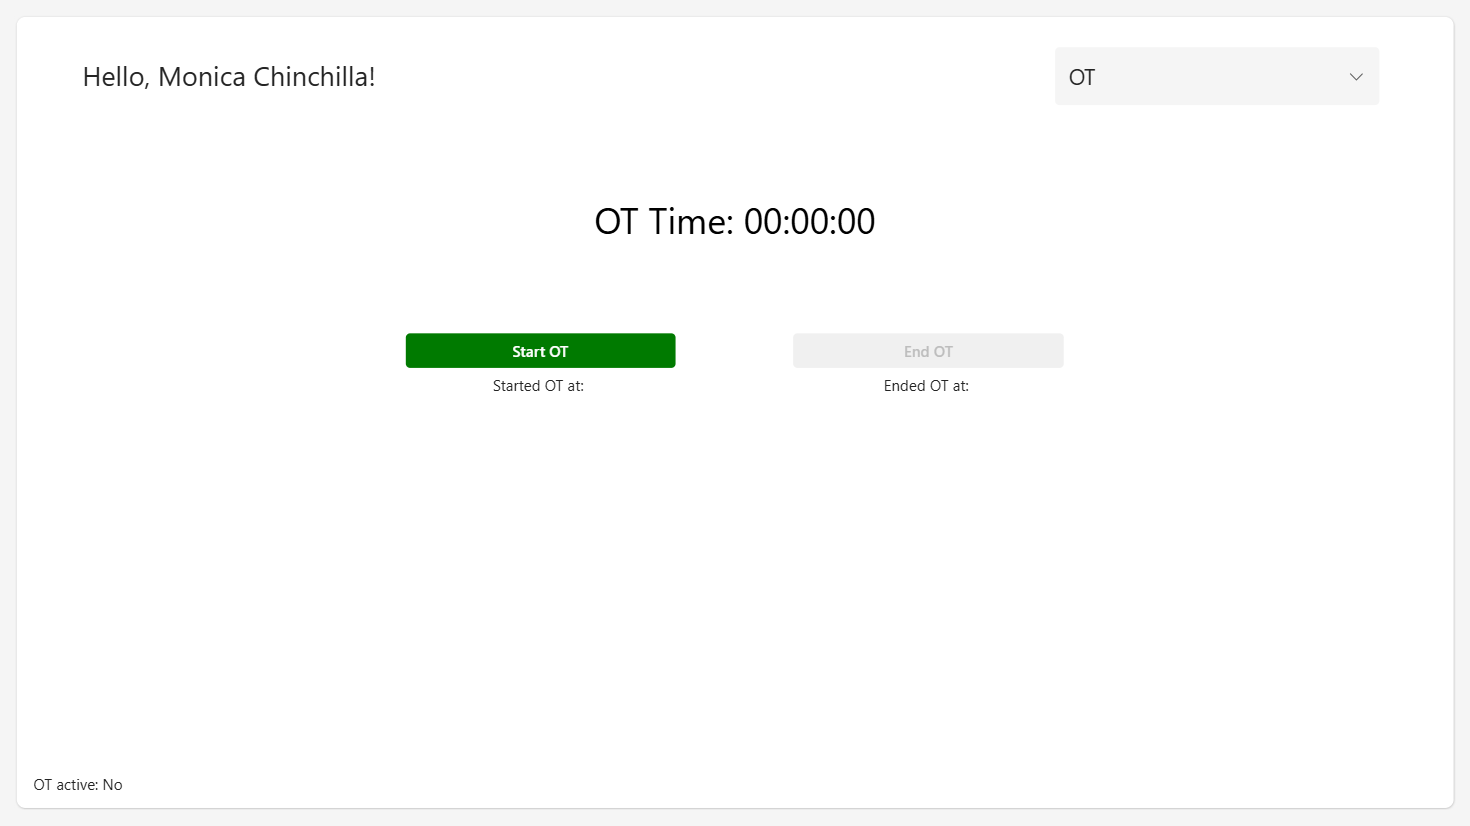 Hello, Monica Chinchilla!
OT
OT Time: 00:00:00
Start OT
End OT
Started OT at:
Ended OT at:
OT active: No